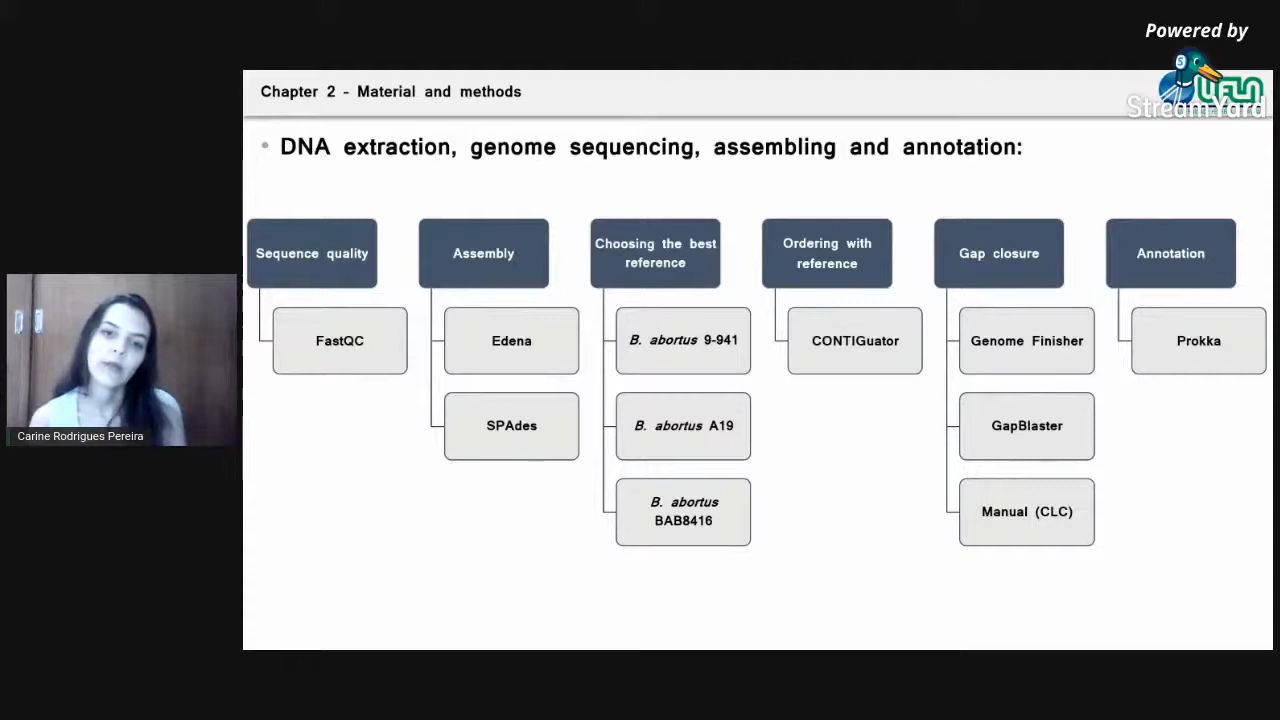 Powered by
StreamYard
UFLA
Chapter 2 - Material and methods
• DNA extraction, genome sequencing, assembling and annotation:
Sequence quality
FastQC
Assembly
Edena
SPAdes
Choosing the best
reference
B. abortus 9-941
B. abortus A19
B. abortus
BAB8416
Ordering with
reference
CONTIGuator
Gap closure
Genome Finisher
GapBlaster
Manual (CLC)
Annotation
Prokka
Carine Rodrigues Pereira